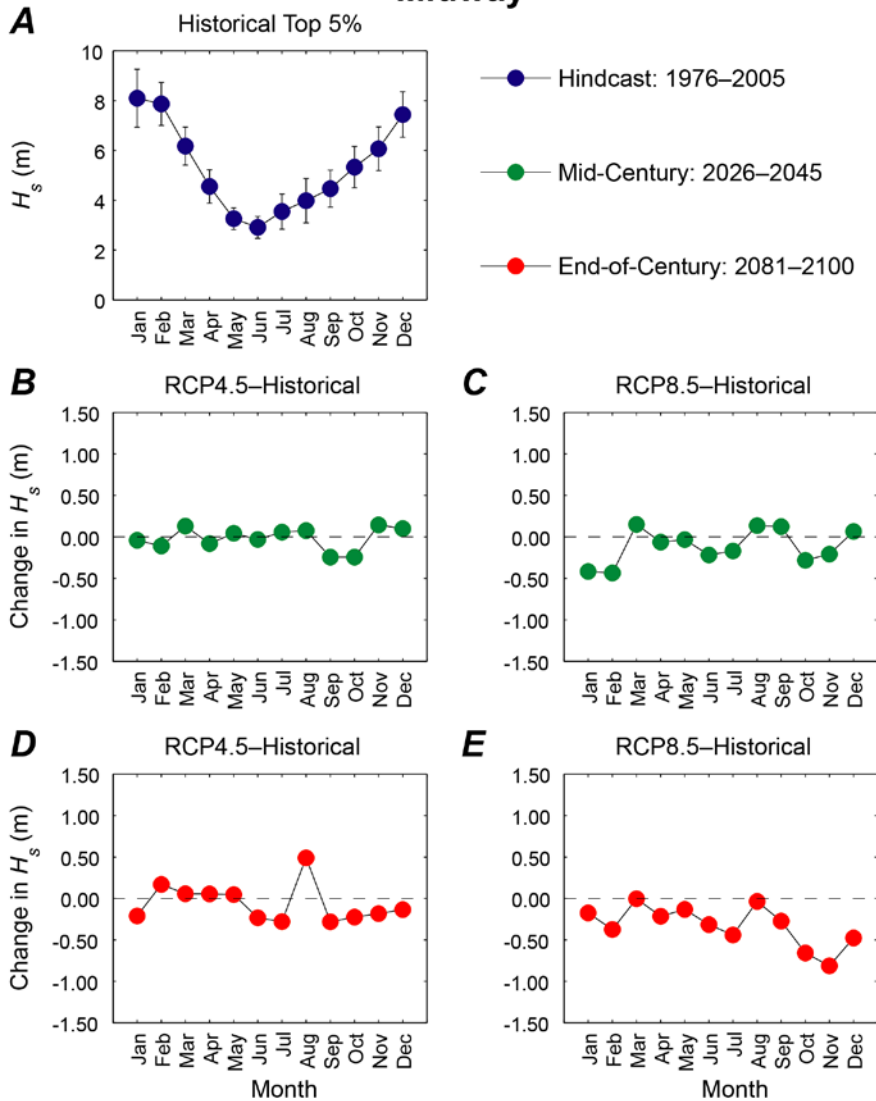 A
Historical Top 5%
10
8
6
4
2
0
H_s (m)
Jan Feb Mar Apr May Jun Jul Aug Sep Oct Nov Dec
Hindcast: 1976–2005
Mid-Century: 2026–2045
End-of-Century: 2081–2100
B
RCP4.5–Historical
1.50
1.00
0.50
0.00
-0.50
-1.00
-1.50
Change in H_s (m)
Jan Feb Mar Apr May Jun Jul Aug Sep Oct Nov Dec
C
RCP8.5–Historical
1.50
1.00
0.50
0.00
-0.50
-1.00
-1.50
Jan Feb Mar Apr May Jun Jul Aug Sep Oct Nov Dec
D
RCP4.5–Historical
1.50
1.00
0.50
0.00
-0.50
-1.00
-1.50
Change in H_s (m)
Jan Feb Mar Apr May Jun Jul Aug Sep Oct Nov Dec
Month
E
RCP8.5–Historical
1.50
1.00
0.50
0.00
-0.50
-1.00
-1.50
Jan Feb Mar Apr May Jun Jul Aug Sep Oct Nov Dec
Month